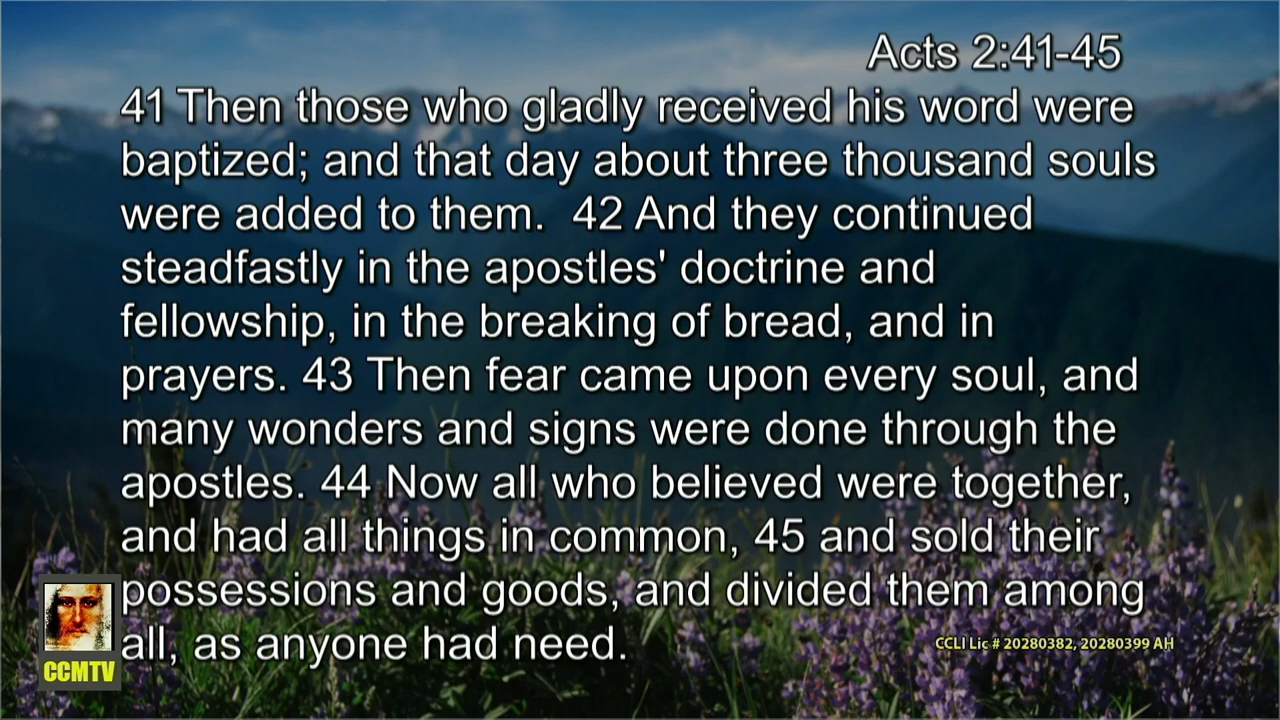 Acts 2:41-45
41 Then those who gladly received his word were
baptized; and that day about three thousand souls
were added to them.  42 And they continued
steadfastly in the apostles' doctrine and
fellowship, in the breaking of bread, and in
prayers. 43 Then fear came upon every soul, and
many wonders and signs were done through the
apostles. 44 Now all who believed were together,
and had all things in common, 45 and sold their
possessions and goods, and divided them among
all, as anyone had need.
CCLI Lic # 20280382, 20280399 AH
CCMTV